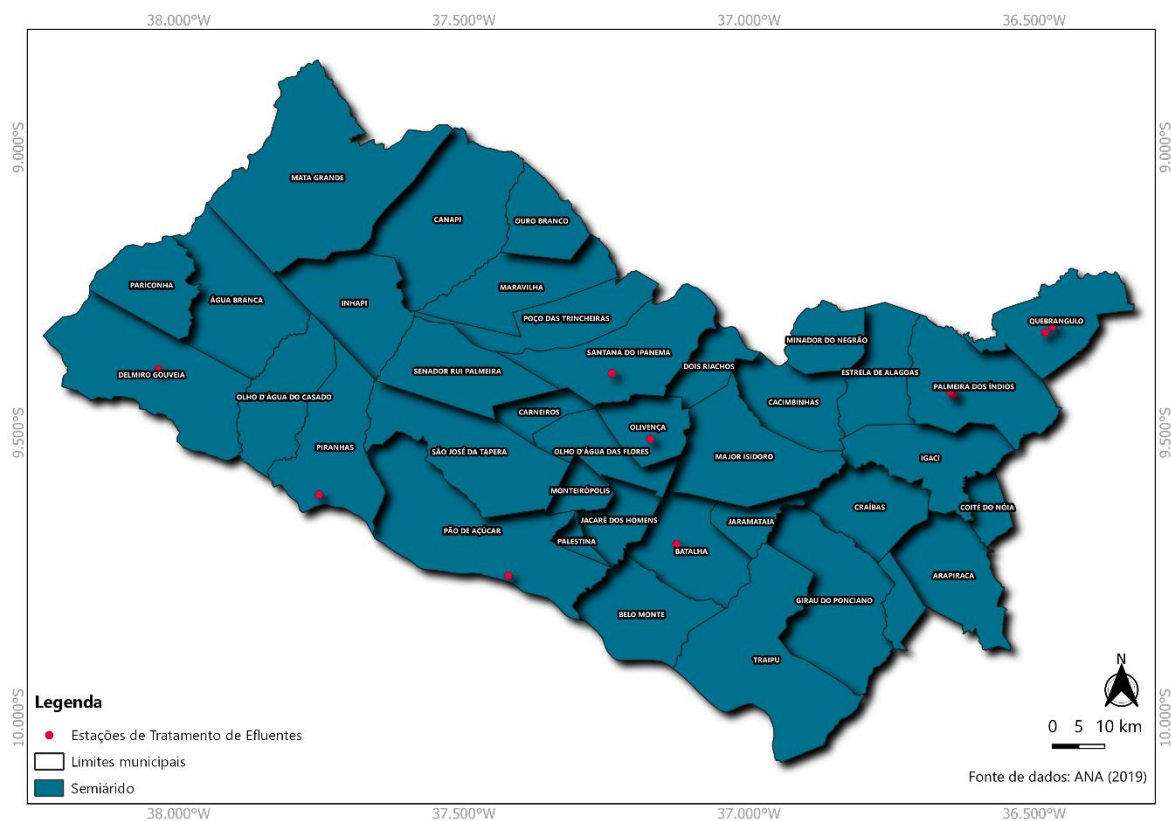 38.000°W 37.500°W 37.000°W 36.500°W
9.000°S 9.000°S
MATA GRANDE
CANAPI
OURO BRANCO
PARICONHA
ÁGUA BRANCA
INHAPI
MARAVILHA
POÇO DAS TRINCHEIRAS
QUEBRANGULO
MINADOR DO NEGRÃO
SANTANA DO IPANEMA
DOIS RIACHOS
DELMIRO GOUVEIA
SENADOR RUI PALMEIRA
ESTRELA DE ALAGOAS
PALMEIRA DOS ÍNDIOS
OLHO D'ÁGUA DO CASADO
CARNEIROS
CACIMBINHAS
OLIVENÇA
9.500°S 9.500°S
PIRANHAS
SÃO JOSÉ DA TAPERA
OLHO D'ÁGUA DAS FLORES
MAJOR ISIDORO
IGACI
MONTEIRÓPOLIS
CRAÍBAS
COITÉ DO NÓIA
PÃO DE AÇÚCAR
JACARÉ DOS HOMENS
JARAMATAIA
PALESTINA
BATALHA
ARAPIRACA
BELO MONTE
GIRAU DO PONCIANO
TRAIPU
N
10.000°S 10.000°S
Legenda
Estações de Tratamento de Efluentes
Limites municipais
Semiárido
0 5 10 km
Fonte de dados: ANA (2019)
38.000°W 37.500°W 37.000°W 36.500°W